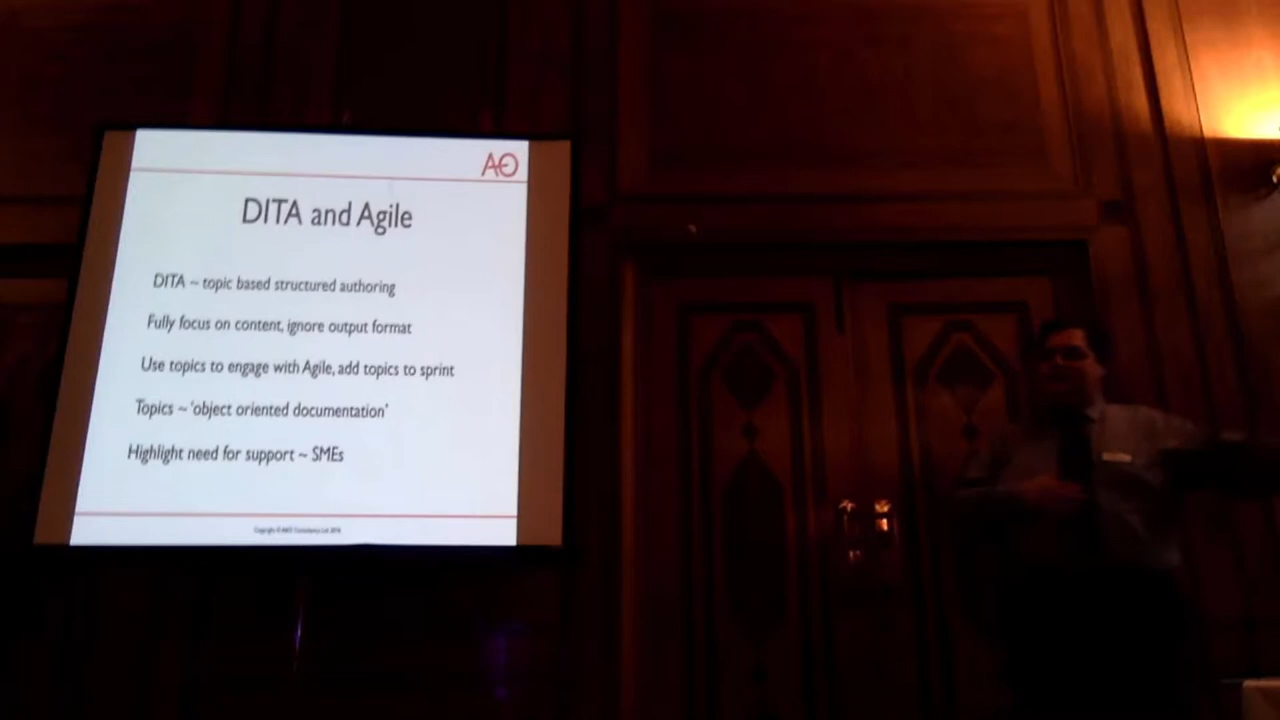 AO
DITA and Agile
DITA ~ topic based structured authoring
Fully focus on content, ignore output format
Use topics to engage with Agile, add topics to sprint
Topics ~ 'object oriented documentation'
Highlight need for support ~ SMEs
Copyright ©